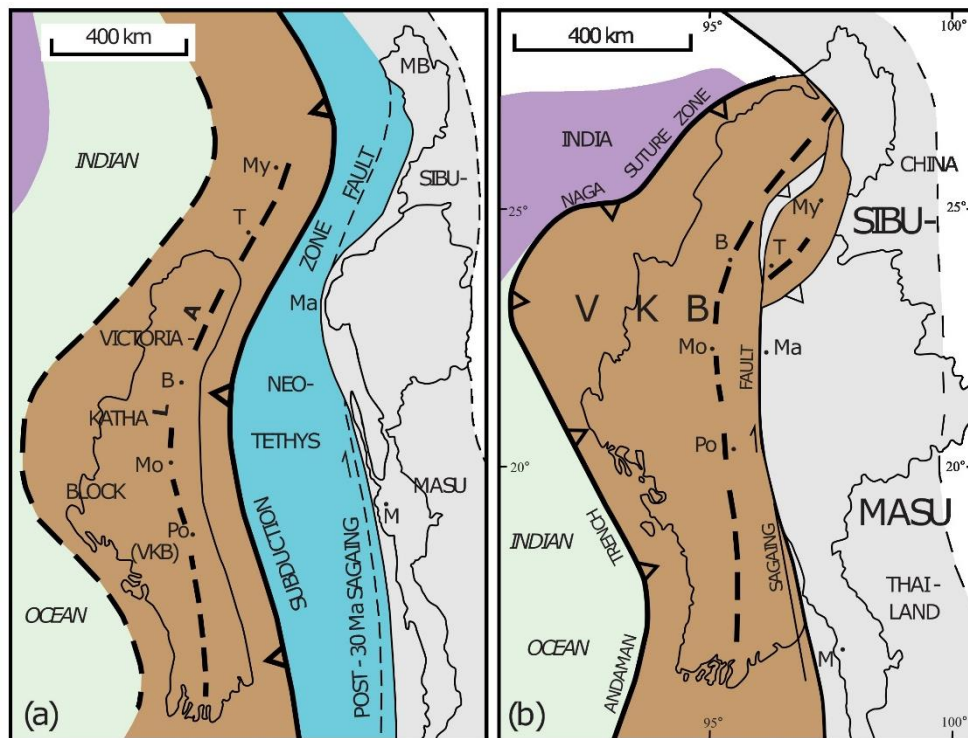 400 km
MB
INDIAN
My
FAULT
SIBU-
T
ZONE
Ma
A
VICTORIA -
B
NEO-
KATHA
L
TETHYS
Mo
MASU
BLOCK
M
Po
(VKB)
SUBDUCTION
POST - 30 Ma SAGAING
OCEAN
(a)
95°
100°
400 km
INDIA
NAGA SUTURE ZONE
CHINA
25°
My
25°
SIBU-
B
T
V K B
Mo
Ma
FAULT
Po
20°
20°
MASU
INDIAN
TRENCH
SAGAING
THAI-
LAND
OCEAN
ANDAMAN
M
(b)
95°
100°